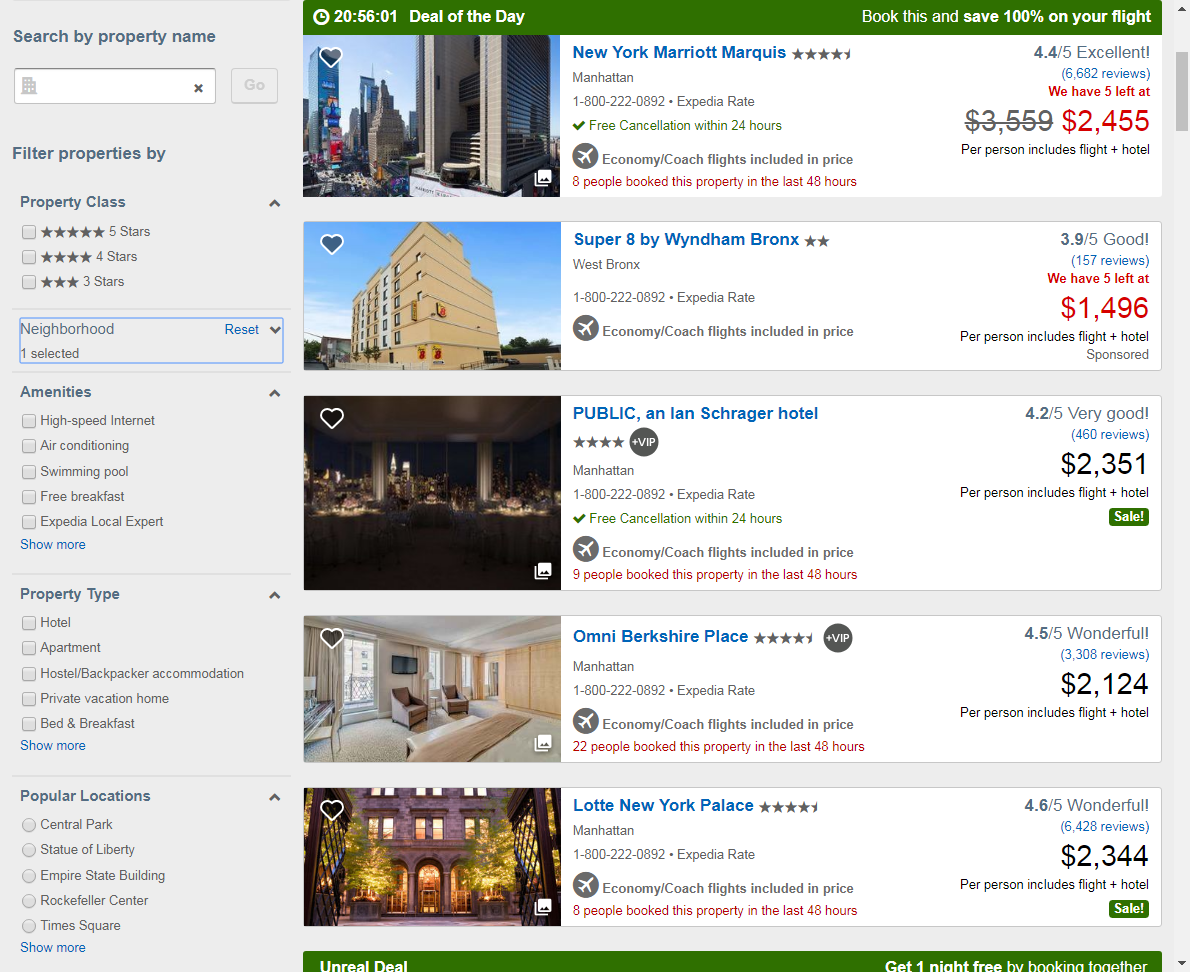 Search by property name
Go
Filter properties by
Property Class
5 Stars
4 Stars
3 Stars
Neighborhood Reset
1 selected
Amenities
High-speed Internet
Air conditioning
Swimming pool
Free breakfast
Expedia Local Expert
Show more
Property Type
Hotel
Apartment
Hostel/Backpacker accommodation
Private vacation home
Bed & Breakfast
Show more
Popular Locations
Central Park
Statue of Liberty
Empire State Building
Rockefeller Center
Times Square
Show more
20:56:01 Deal of the Day Book this and save 100% on your flight
New York Marriott Marquis
Manhattan
1-800-222-0892 • Expedia Rate
Free Cancellation within 24 hours
Economy/Coach flights included in price
8 people booked this property in the last 48 hours
4.4/5 Excellent!
(6,682 reviews)
We have 5 left at
$3,559 $2,455
Per person includes flight + hotel
Super 8 by Wyndham Bronx
West Bronx
1-800-222-0892 • Expedia Rate
Economy/Coach flights included in price
3.9/5 Good!
(157 reviews)
We have 5 left at
$1,496
Per person includes flight + hotel
Sponsored
PUBLIC, an Ian Schrager hotel
+VIP
Manhattan
1-800-222-0892 • Expedia Rate
Free Cancellation within 24 hours
Economy/Coach flights included in price
9 people booked this property in the last 48 hours
4.2/5 Very good!
(460 reviews)
$2,351
Per person includes flight + hotel
Sale!
Omni Berkshire Place +VIP
Manhattan
1-800-222-0892 • Expedia Rate
Economy/Coach flights included in price
22 people booked this property in the last 48 hours
4.5/5 Wonderful!
(3,308 reviews)
$2,124
Per person includes flight + hotel
Lotte New York Palace
Manhattan
1-800-222-0892 • Expedia Rate
Economy/Coach flights included in price
8 people booked this property in the last 48 hours
4.6/5 Wonderful!
(6,428 reviews)
$2,344
Per person includes flight + hotel
Sale!
Unreal Deal Get 1 night free by booking together